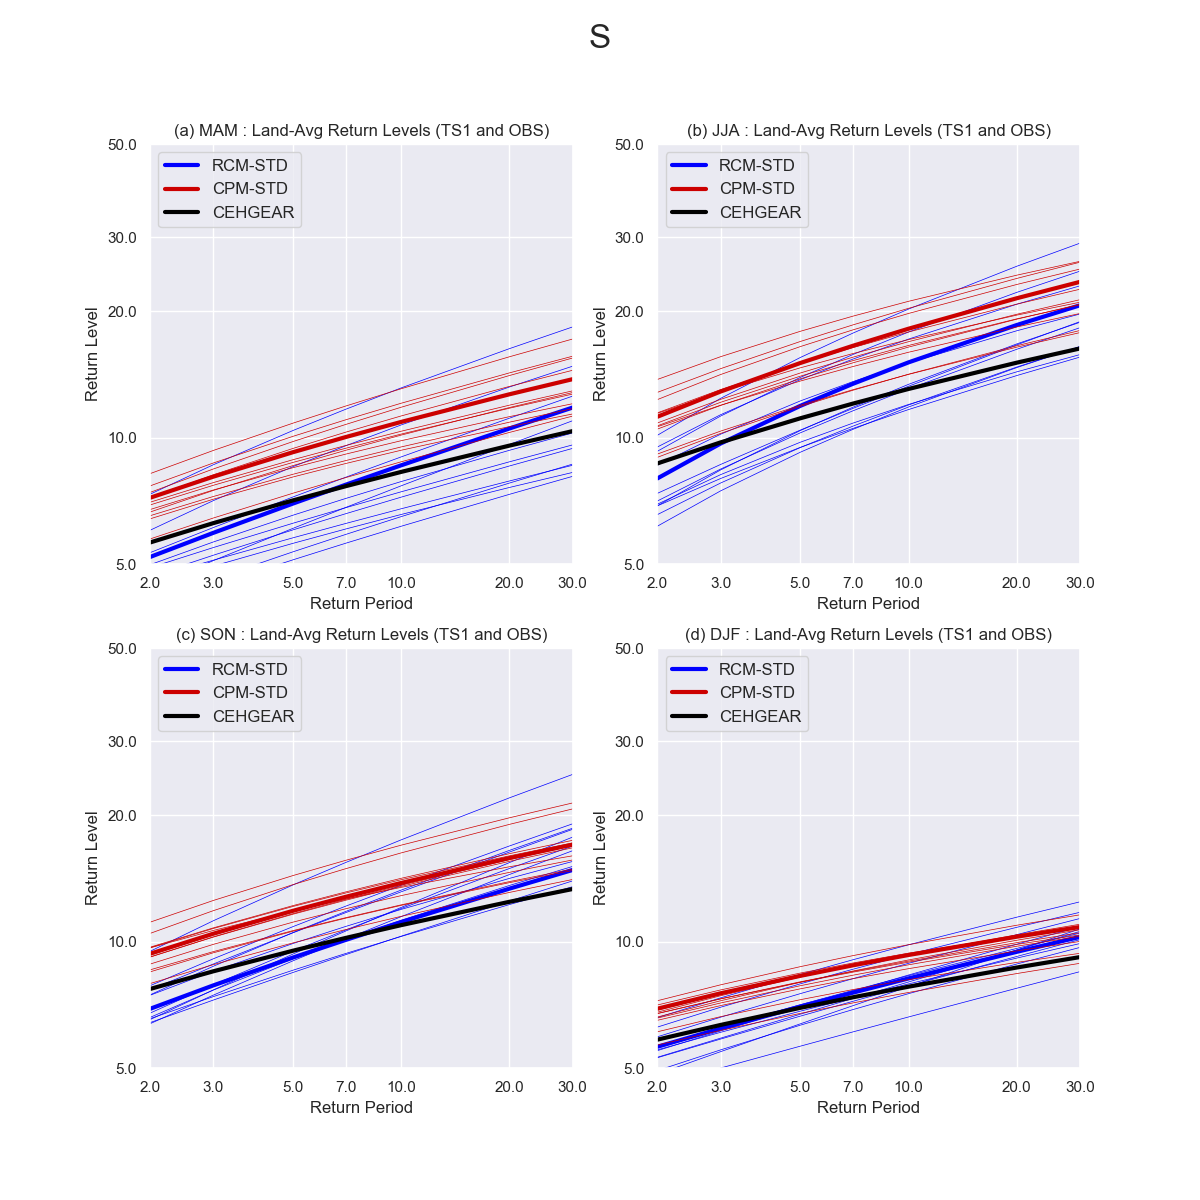 S
(a) MAM : Land-Avg Return Levels (TS1 and OBS)
50.0
30.0
20.0
10.0
5.0
Return Level
RCM-STD
CPM-STD
CEHGEAR
2.0 3.0 5.0 7.0 10.0 20.0 30.0
Return Period
(b) JJA : Land-Avg Return Levels (TS1 and OBS)
50.0
30.0
20.0
10.0
5.0
Return Level
RCM-STD
CPM-STD
CEHGEAR
2.0 3.0 5.0 7.0 10.0 20.0 30.0
Return Period
(c) SON : Land-Avg Return Levels (TS1 and OBS)
50.0
30.0
20.0
10.0
5.0
Return Level
RCM-STD
CPM-STD
CEHGEAR
2.0 3.0 5.0 7.0 10.0 20.0 30.0
Return Period
(d) DJF : Land-Avg Return Levels (TS1 and OBS)
50.0
30.0
20.0
10.0
5.0
Return Level
RCM-STD
CPM-STD
CEHGEAR
2.0 3.0 5.0 7.0 10.0 20.0 30.0
Return Period